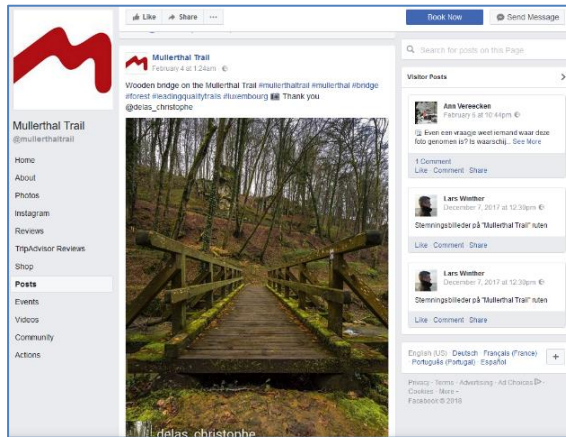 Like Share ...
Book Now
Send Message
Search for posts on this Page
Mullerthal Trail
@mullerthaltrail
Home
About
Photos
Instagram
Reviews
TripAdvisor Reviews
Shop
Posts
Events
Videos
Community
Actions
Mullerthal Trail
February 4 at 1:24am
Wooden bridge on the Mullerthal Trail #mullerthaltrail #mullerthal #bridge
#forest #leadingqualitytrails #luxembourg Thank you
@delas_christophe
delas_christophe
Visitor Posts
Ann Vereecken
February 5 at 10:44pm
Even een vraagje weet iemand waar deze
foto genomen is? Is waarschij... See More
1 Comment
Like · Comment · Share
Lars Winther
December 7, 2017 at 12:39pm
Stemningsbilleder på "Mullerthal Trail" ruten
Like · Comment · Share
Lars Winther
December 7, 2017 at 12:39pm
Stemningsbilleder på "Mullerthal Trail" ruten
Like · Comment · Share
English (US) · Deutsch · Français (France) ·
Português (Portugal) · Español
Privacy · Terms · Advertising · Ad Choices ·
Cookies · More
Facebook © 2018